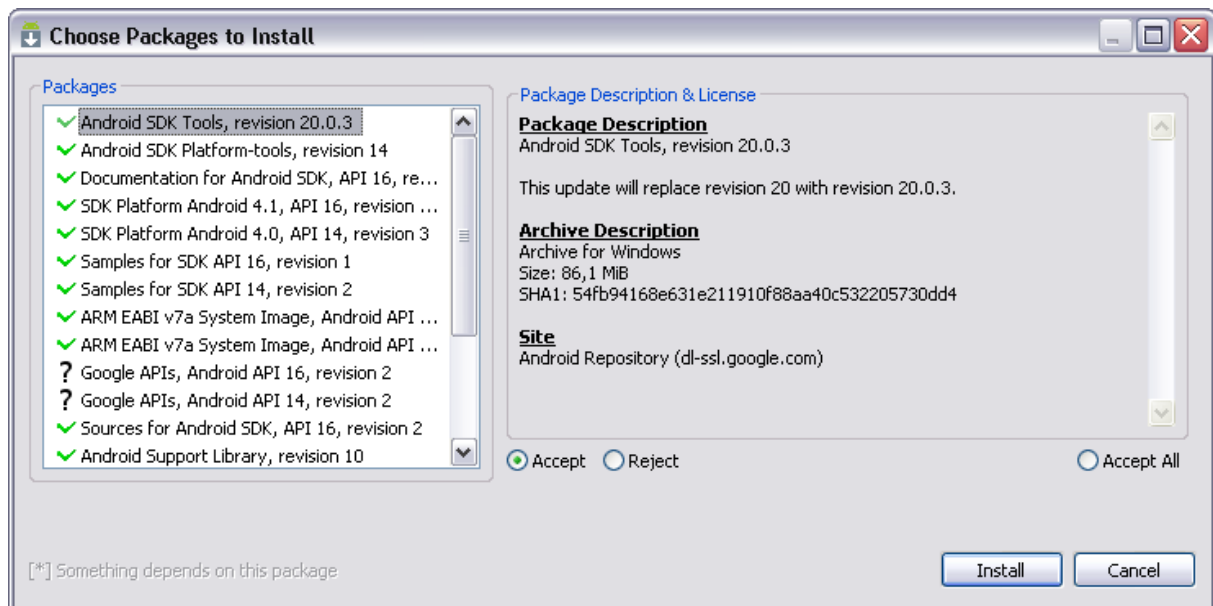 Choose Packages to Install
Packages
Android SDK Tools, revision 20.0.3
Android SDK Platform-tools, revision 14
Documentation for Android SDK, API 16, re...
SDK Platform Android 4.1, API 16, revision ...
SDK Platform Android 4.0, API 14, revision 3
Samples for SDK API 16, revision 1
Samples for SDK API 14, revision 2
ARM EABI v7a System Image, Android API ...
ARM EABI v7a System Image, Android API ...
? Google APIs, Android API 16, revision 2
? Google APIs, Android API 14, revision 2
Sources for Android SDK, API 16, revision 2
Android Support Library, revision 10
Package Description & License
Package Description
Android SDK Tools, revision 20.0.3
This update will replace revision 20 with revision 20.0.3.
Archive Description
Archive for Windows
Size: 86,1 MiB
SHA1: 54fb94168e631e211910f88aa40c532205730dd4
Site
Android Repository (dl-ssl.google.com)
Accept Reject Accept All
[*] Something depends on this package
Install Cancel